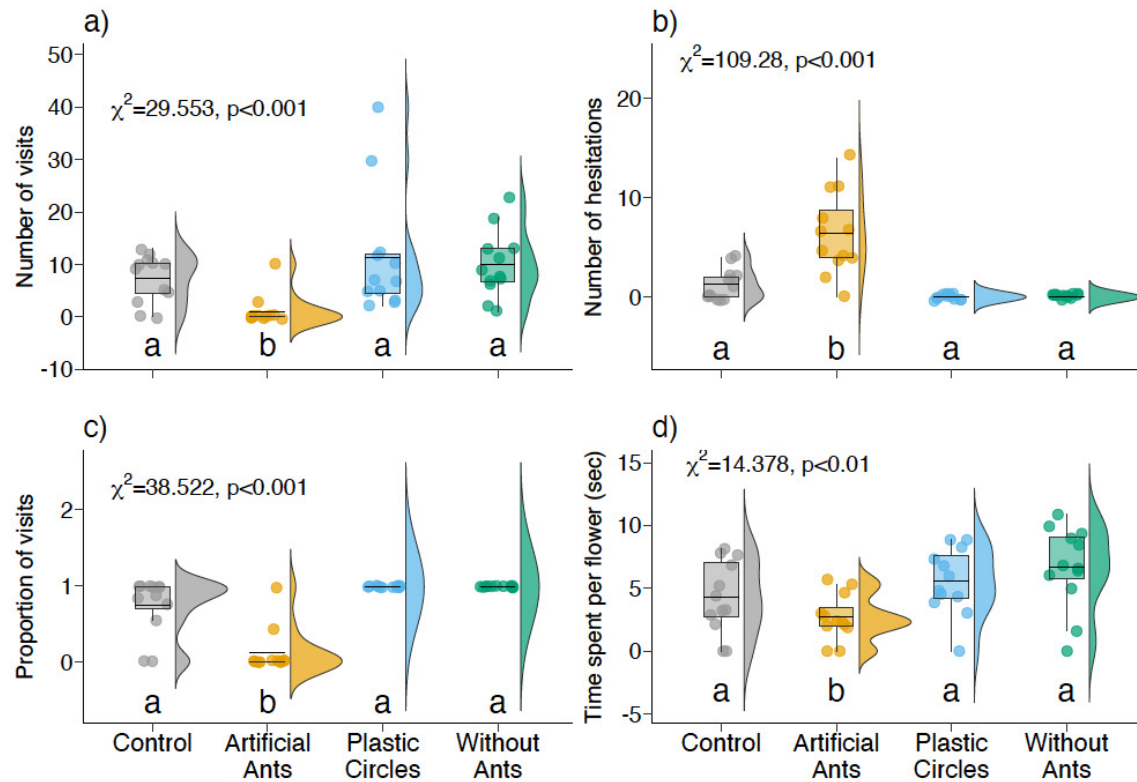 a)
χ²=29.553, p<0.001
Number of visits
50
40
30
20
10
0
-10
a b a a
b)
χ²=109.28, p<0.001
Number of hesitations
20
10
0
a b a a
c)
χ²=38.522, p<0.001
Proportion of visits
2
1
0
a b a a
Control Artificial Ants Plastic Circles Without Ants
d)
χ²=14.378, p<0.01
Time spent per flower (sec)
15
10
5
0
-5
a b a a
Control Artificial Ants Plastic Circles Without Ants